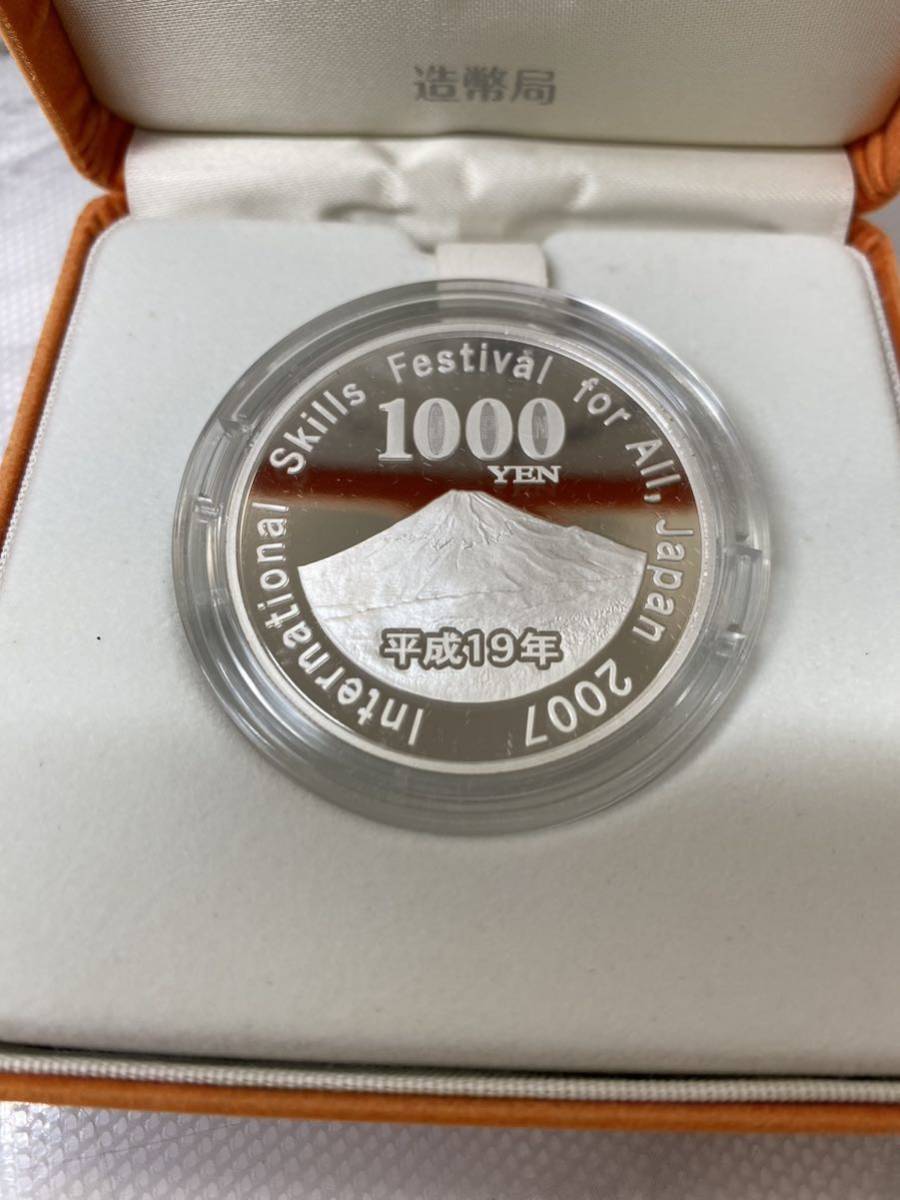 造幣局
International Skills Festival for All, Japan 2007
1000
YEN
平成19年